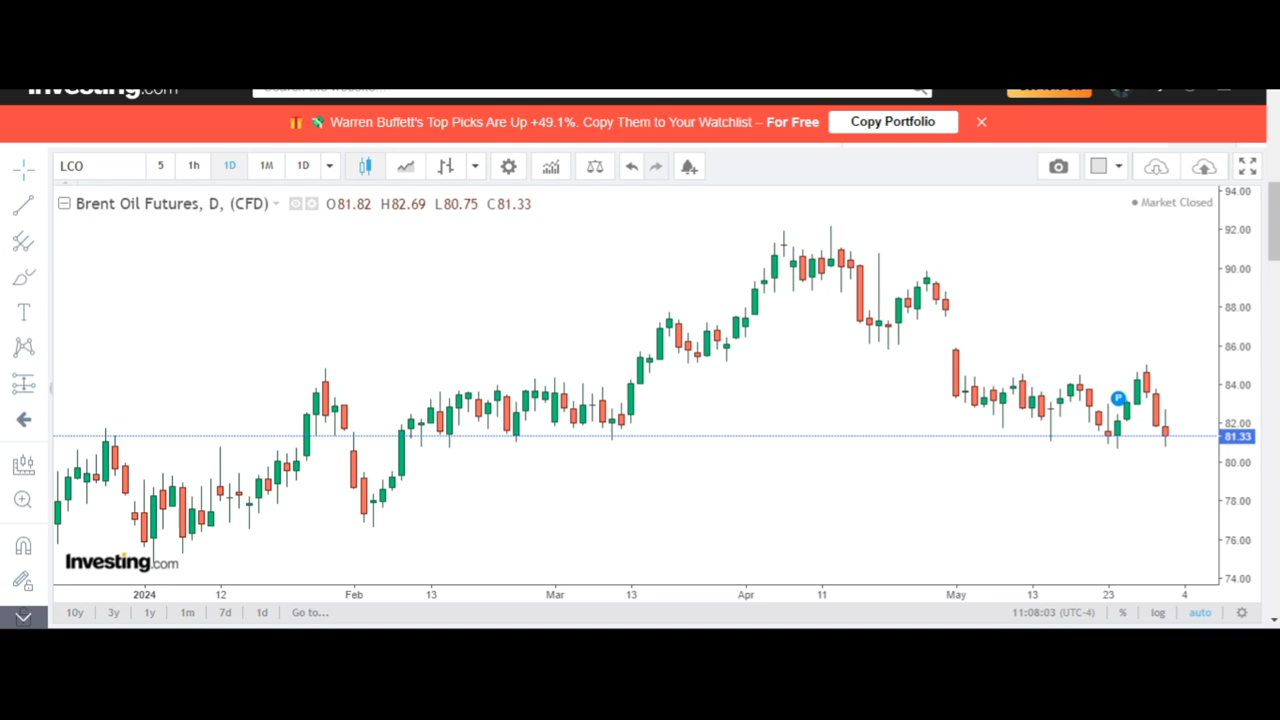 Investing.com
Warren Buffett's Top Picks Are Up +49.1%. Copy Them to Your Watchlist – For Free
Copy Portfolio
LCO 5 1h 1D 1M 1D
Brent Oil Futures, D, (CFD) O81.82 H82.69 L80.75 C81.33
Market Closed
94.00
92.00
90.00
88.00
86.00
84.00
82.00
81.33
80.00
78.00
76.00
74.00
P
T
Investing.com
2024 12 Feb 13 Mar 13 Apr 11 May 13 23 4
10y 3y 1y 1m 7d 1d Go to... 11:08:03 (UTC-4) % log auto